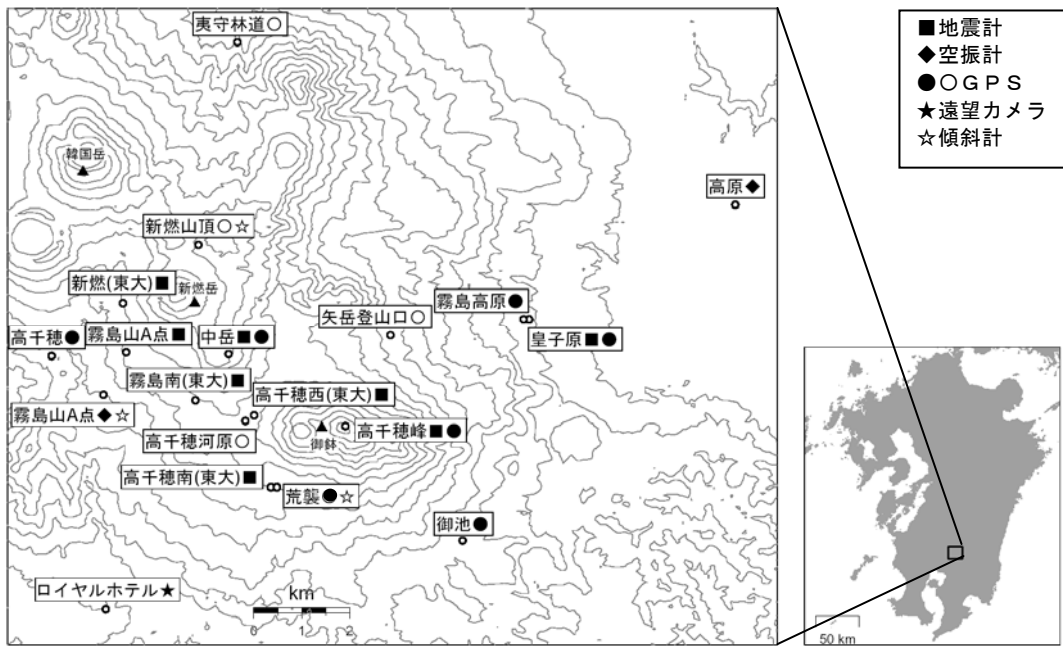 夷守林道○
韓国岳
高原◆
新燃山頂○☆
新燃(東大)■
新燃岳
霧島高原●
矢岳登山口○
皇子原■●
高千穂●
霧島山A点■
中岳■●
霧島南(東大)■
高千穂西(東大)■
霧島山A点◆☆
高千穂河原○
御鉢
高千穂峰■●
高千穂南(東大)■
荒襲●☆
御池●
ロイヤルホテル★
km
0 1 2
■地震計
◆空振計
●○GPS
★遠望カメラ
☆傾斜計
50 km